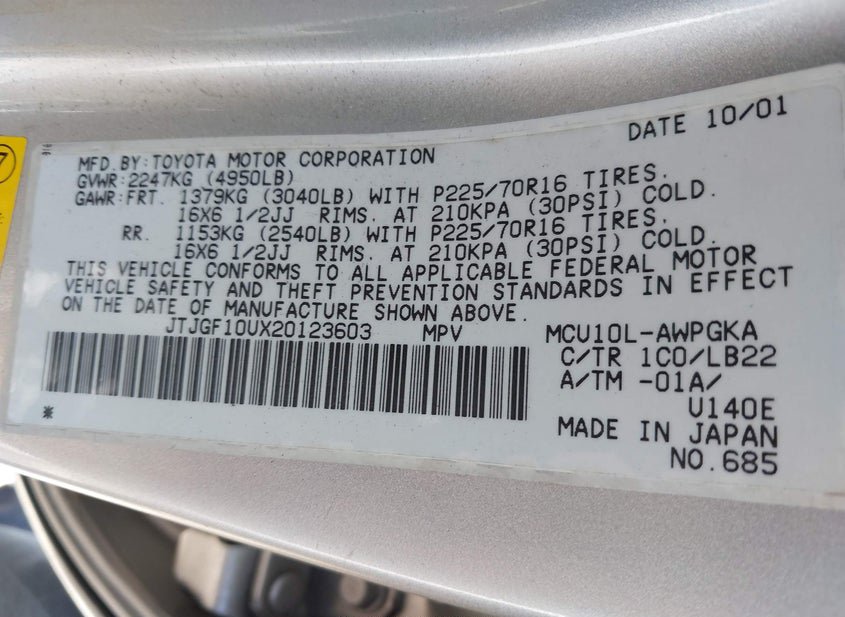 DATE 10/01
MFD. BY: TOYOTA MOTOR CORPORATION
GVWR: 2247KG (4950LB)
GAWR: FRT. 1379KG (3040LB) WITH P225/70R16 TIRES.
16X6 1/2JJ RIMS. AT 210KPA (30PSI) COLD.
RR. 1153KG (2540LB) WITH P225/70R16 TIRES.
16X6 1/2JJ RIMS. AT 210KPA (30PSI) COLD.
THIS VEHICLE CONFORMS TO ALL APPLICABLE FEDERAL MOTOR
VEHICLE SAFETY AND THEFT PREVENTION STANDARDS IN EFFECT
ON THE DATE OF MANUFACTURE SHOWN ABOVE.
JTJGF10UX20123603 MPV MCU10L-AWPGKA
C/TR 1C0/LB22
A/TM -01A/
U140E
MADE IN JAPAN
NO.685
7